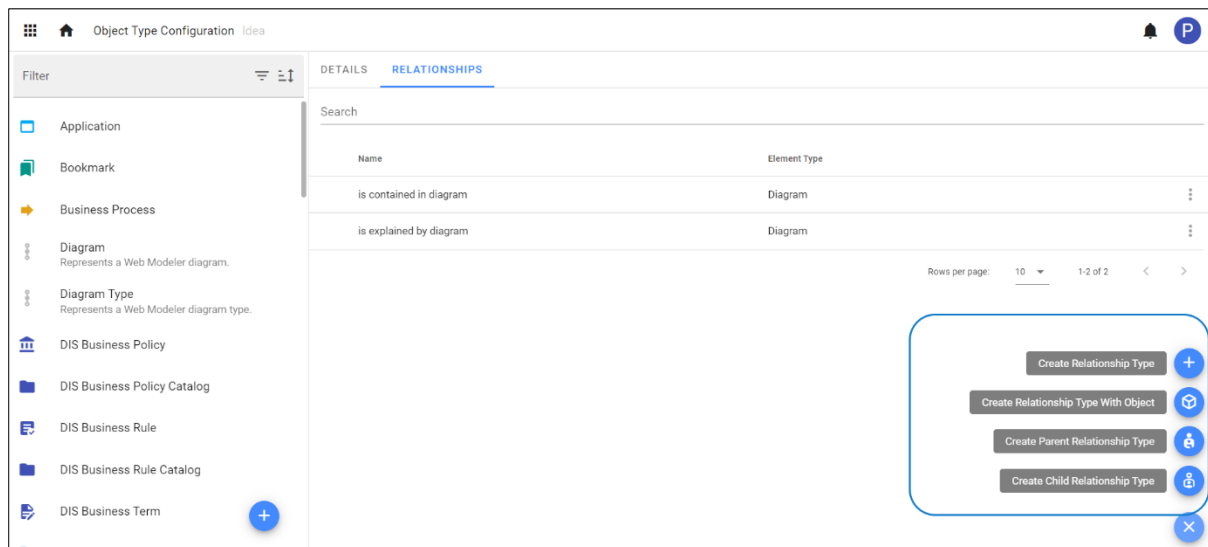 Object Type Configuration Idea
P
Filter
DETAILS RELATIONSHIPS
Search
Application
Bookmark
Business Process
Diagram
Represents a Web Modeler diagram.
Diagram Type
Represents a Web Modeler diagram type.
DIS Business Policy
DIS Business Policy Catalog
DIS Business Rule
DIS Business Rule Catalog
DIS Business Term
Name Element Type
is contained in diagram Diagram
is explained by diagram Diagram
Rows per page: 10 1-2 of 2
Create Relationship Type
Create Relationship Type With Object
Create Parent Relationship Type
Create Child Relationship Type